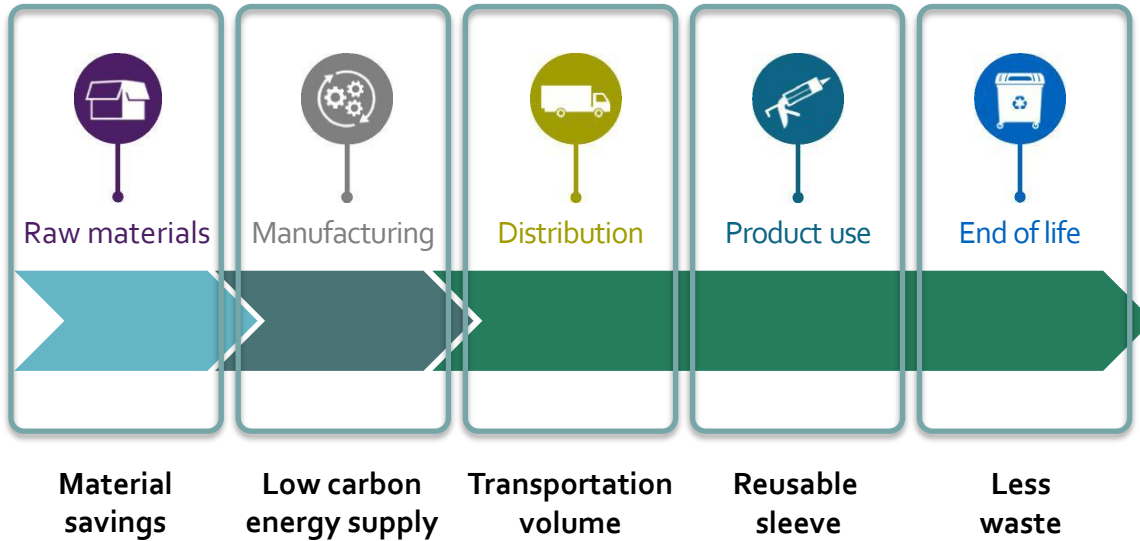 Raw materials
Manufacturing
Distribution
Product use
End of life
Material
savings
Low carbon
energy supply
Transportation
volume
Reusable
sleeve
Less
waste